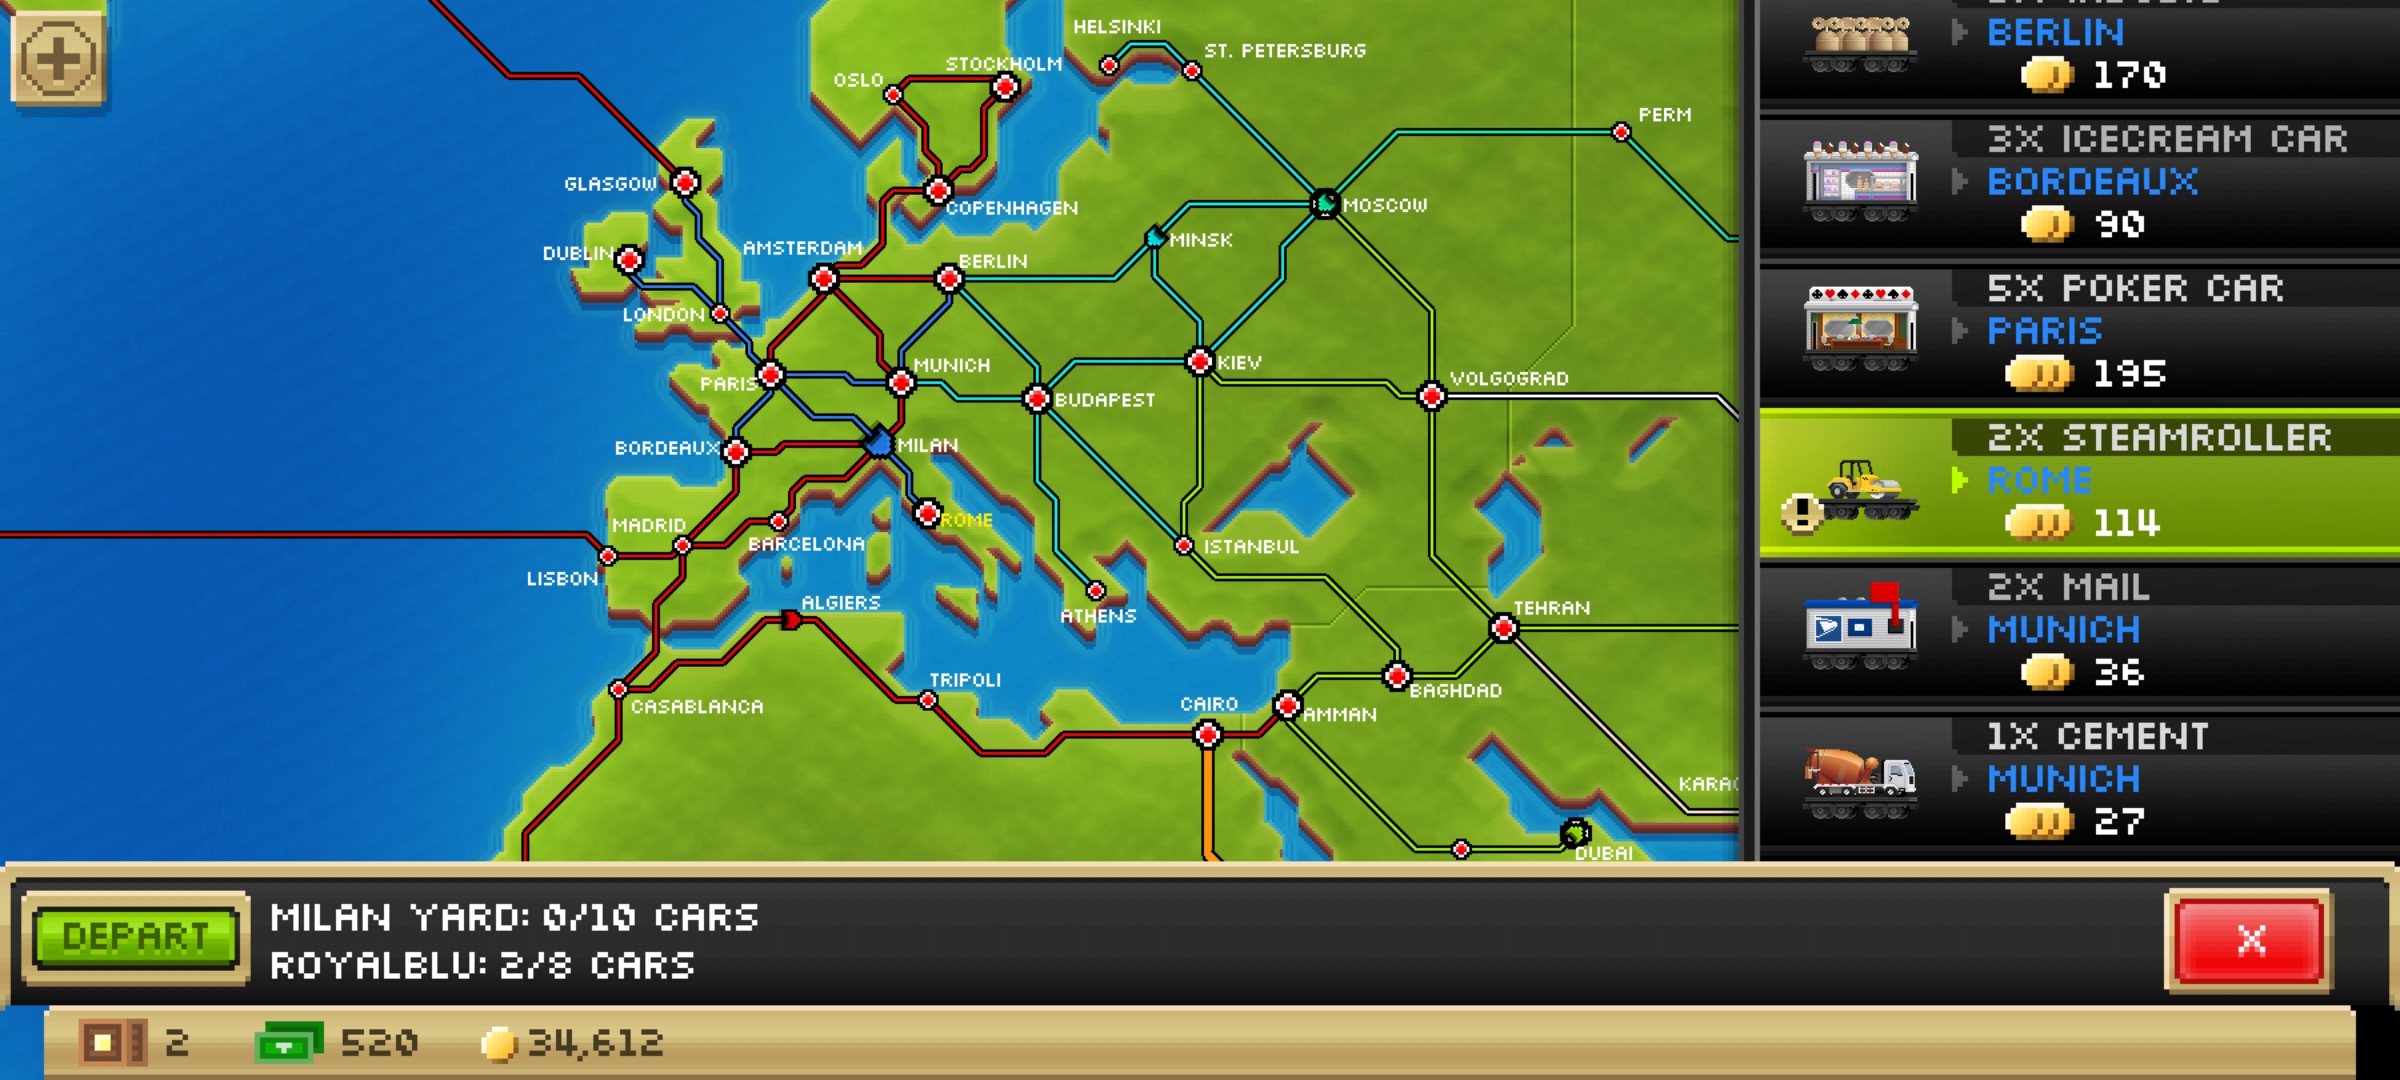 HELSINKI
ST. PETERSBURG
STOCKHOLM
OSLO
PERM
GLASGOW
COPENHAGEN
MOSCOW
MINSK
DUBLIN
AMSTERDAM
BERLIN
LONDON
MUNICH
KIEV
PARIS
BUDAPEST
VOLGOGRAD
BORDEAUX
MILAN
MADRID
ROME
BARCELONA
ISTANBUL
LISBON
ALGIERS
ATHENS
TEHRAN
TRIPOLI
CASABLANCA
CAIRO
AMMAN
BAGHDAD
KARAC
DUBAI
BERLIN
170
3X ICECREAM CAR
BORDEAUX
90
5X POKER CAR
PARIS
195
2X STEAMROLLER
ROME
114
2X MAIL
MUNICH
36
1X CEMENT
MUNICH
27
DEPART
MILAN YARD: 0/10 CARS
ROYALBLU: 2/8 CARS
X
2
520
34,612